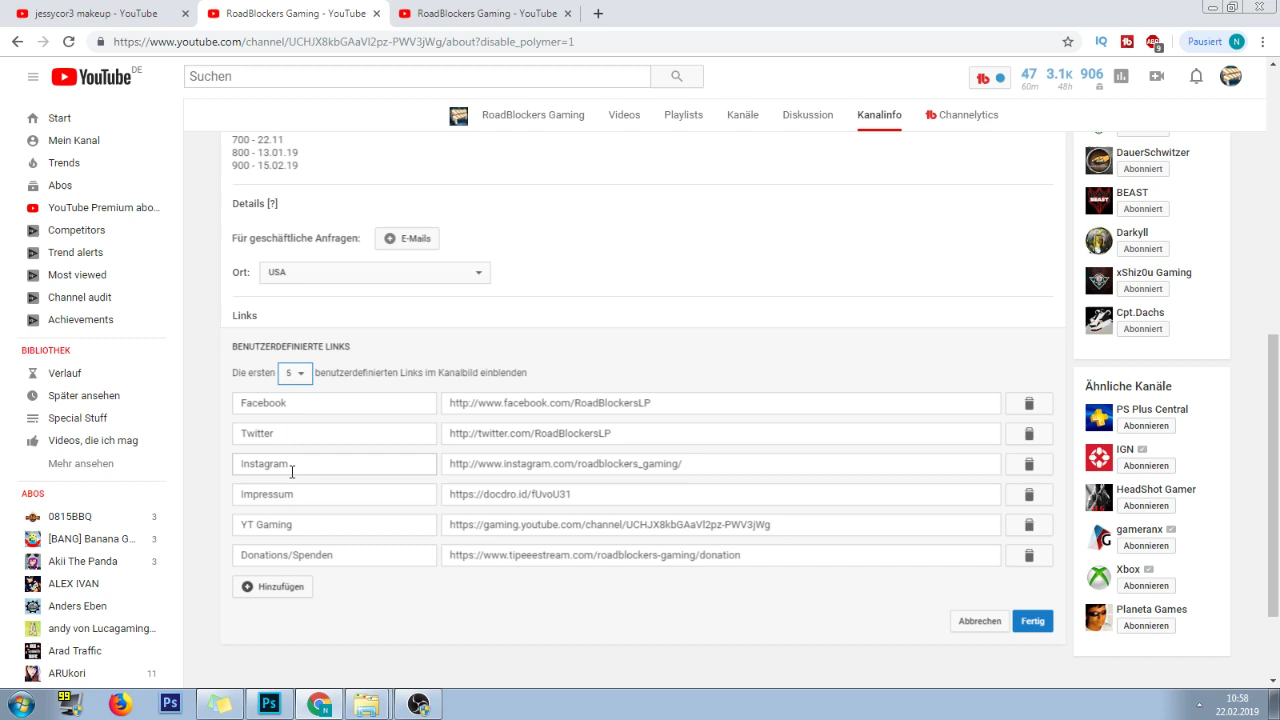 jessycr3 makeup - YouTube
RoadBlockers Gaming - YouTube
RoadBlockers Gaming - YouTube
https://www.youtube.com/channel/UCHJX8kbGAaVl2pz-PWV3jWg/about?disable_polymer=1
IQ
9
Pausiert
N
YouTube DE
Suchen
tb
47 3.1K 906
60m 48h
RoadBlockers Gaming
Videos
Playlists
Kanäle
Diskussion
Kanalinfo
Channelytics
Start
Mein Kanal
Trends
Abos
YouTube Premium abo...
Competitors
Trend alerts
Most viewed
Channel audit
Achievements
BIBLIOTHEK
Verlauf
Später ansehen
Special Stuff
Videos, die ich mag
Mehr ansehen
ABOS
0815BBQ 3
[BANG] Banana G... 3
Akii The Panda 3
ALEX IVAN
Anders Eben
andy von Lucagaming...
Arad Traffic
ARUkori 11
700 - 22.11
800 - 13.01.19
900 - 15.02.19
Details [?]
Für geschäftliche Anfragen: E-Mails
Ort: USA
Links
BENUTZERDEFINIERTE LINKS
Die ersten 5 benutzerdefinierten Links im Kanalbild einblenden
Facebook http://www.facebook.com/RoadBlockersLP
Twitter http://twitter.com/RoadBlockersLP
Instagram http://www.instagram.com/roadblockers_gaming/
Impressum https://docdro.id/fUvoU31
YT Gaming https://gaming.youtube.com/channel/UCHJX8kbGAaVl2pz-PWV3jWg
Donations/Spenden https://www.tipeeestream.com/roadblockers-gaming/donation
Hinzufügen
Abbrechen
Fertig
DauerSchwitzer
Abonniert
BEAST
Abonniert
Darkyll
Abonniert
xShiz0u Gaming
Abonniert
Cpt.Dachs
Abonniert
Ähnliche Kanäle
PS Plus Central
Abonnieren
IGN
Abonnieren
HeadShot Gamer
Abonnieren
gameranx
Abonnieren
Xbox
Abonnieren
Planeta Games
Abonnieren
99
Ps
Ps
10:58
22.02.2019